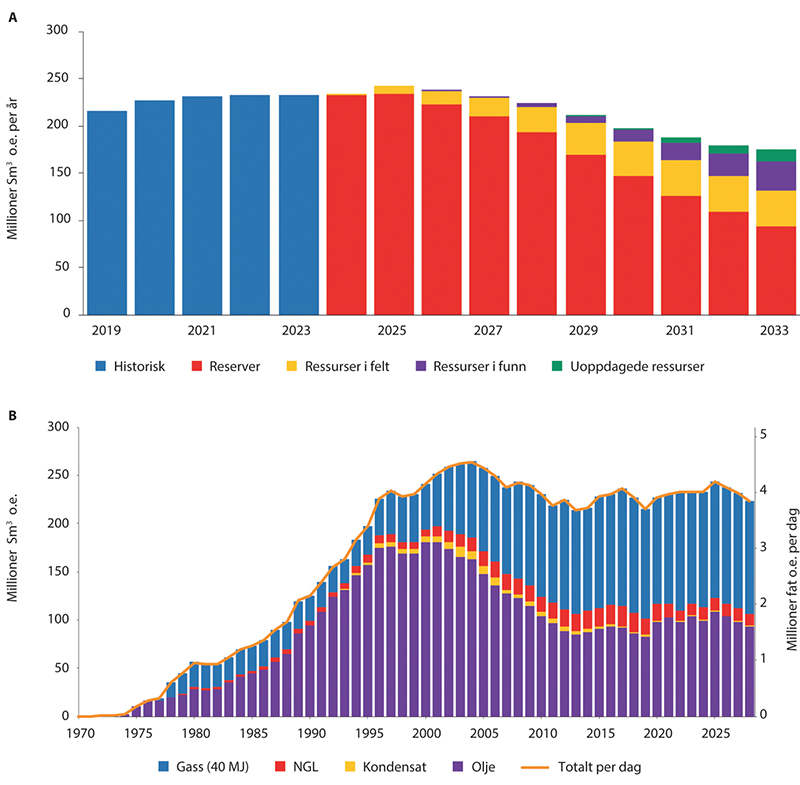 A
300
250
200
150
100
50
0
Millioner Sm³ o.e. per år
2019 2021 2023 2025 2027 2029 2031 2033
Historisk Reserver Ressurser i felt Ressurser i funn Uoppdagede ressurser
B
300
250
200
150
100
50
0
Millioner Sm³ o.e.
5
4
3
2
1
0
Millioner fat o.e. per dag
1970 1975 1980 1985 1990 1995 2000 2005 2010 2015 2020 2025
Gass (40 MJ) NGL Kondensat Olje Totalt per dag